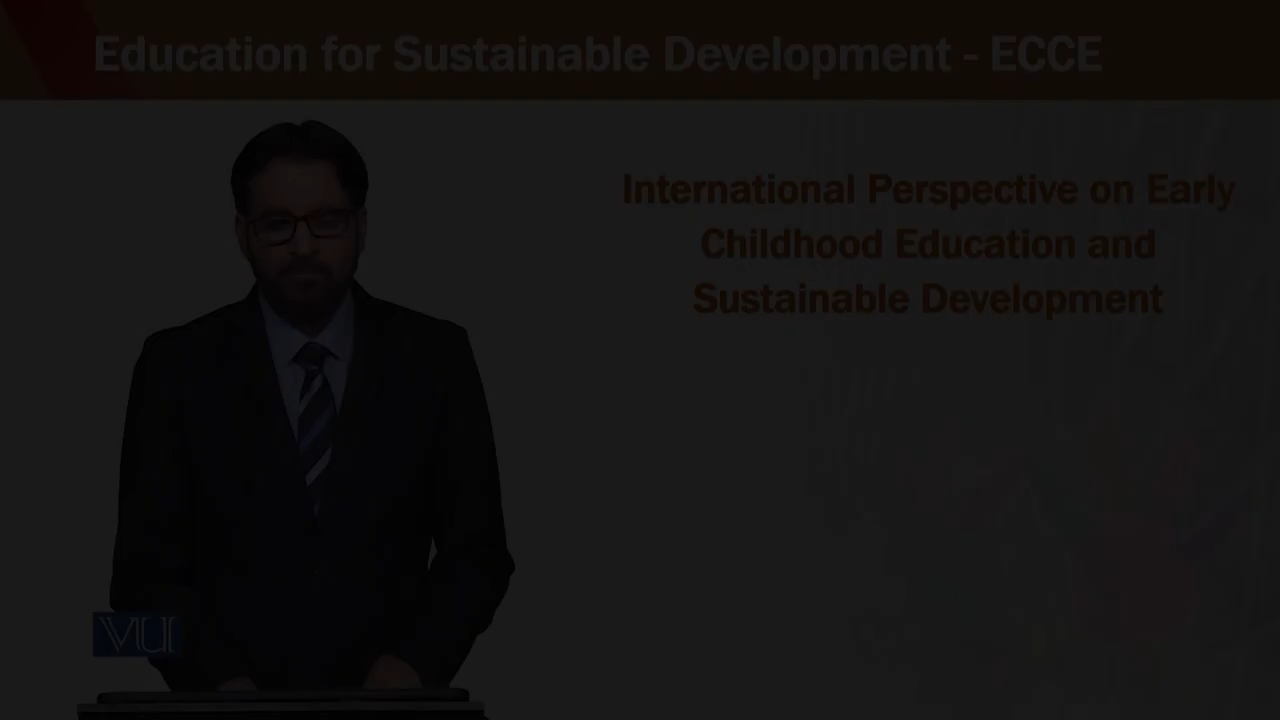 Education for Sustainable Development - ECCE
International Perspective on Early
Childhood Education and
Sustainable Development
VU